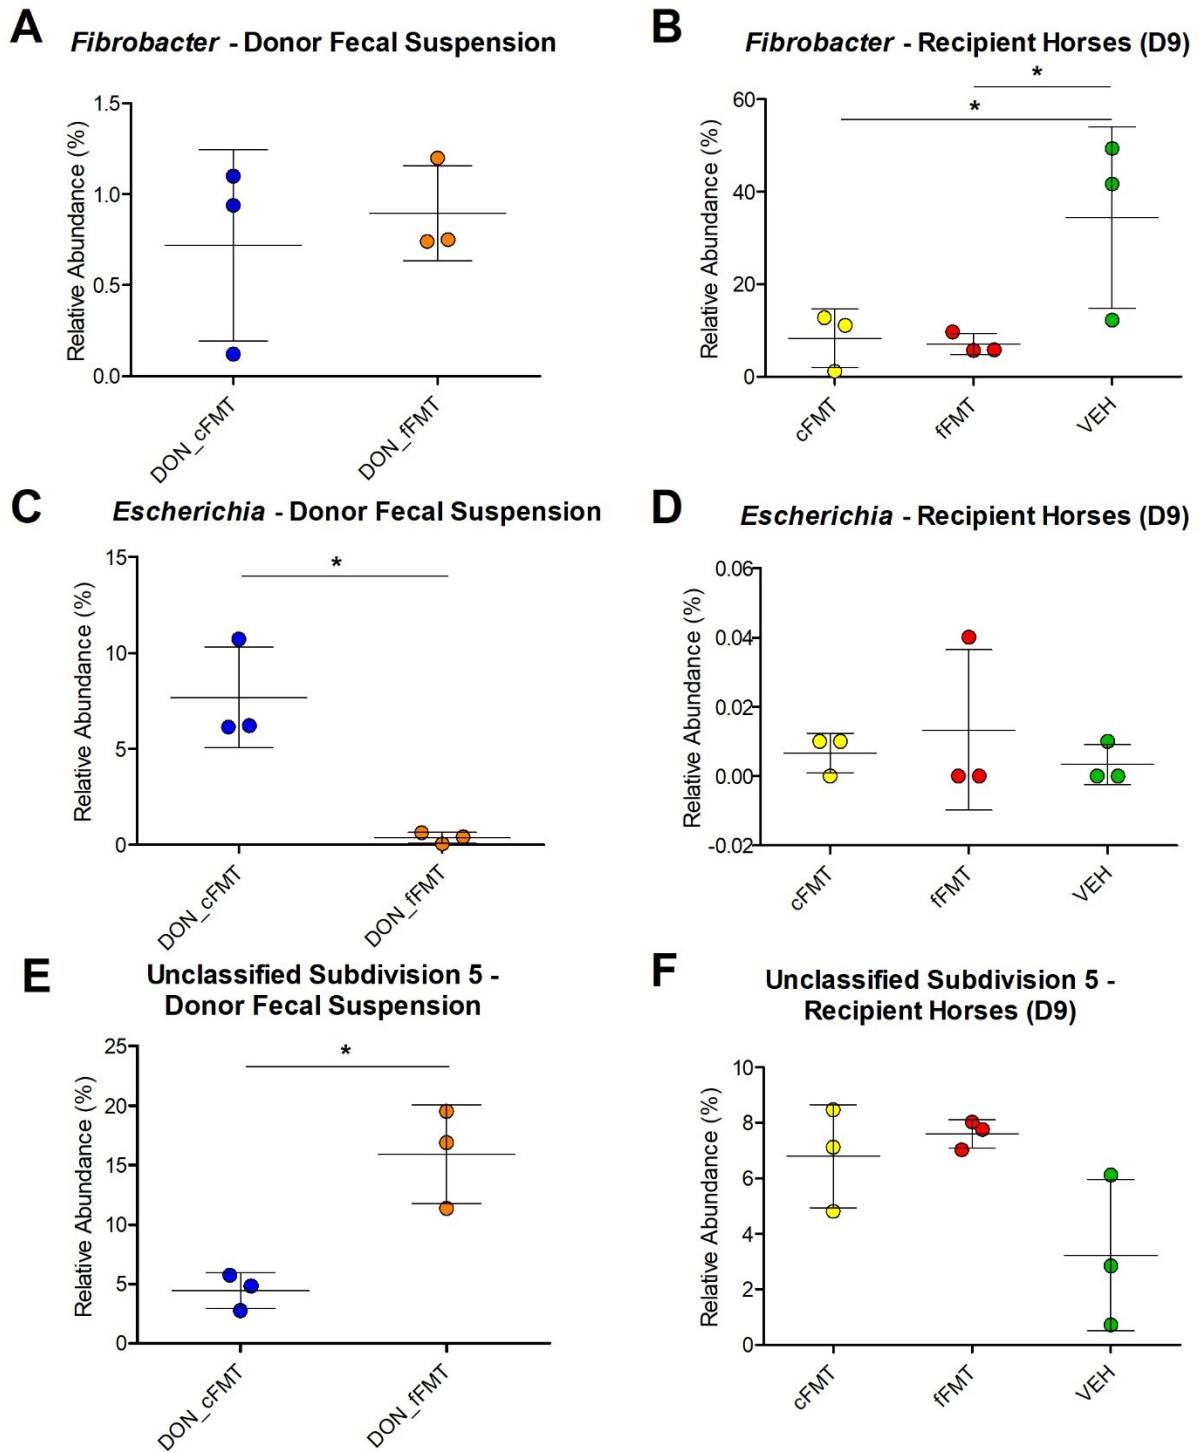 A
Fibrobacter - Donor Fecal Suspension
Relative Abundance (%)
1.5
1.0
0.5
0.0
DON_cFMT
DON_fFMT
B
Fibrobacter - Recipient Horses (D9)
*
*
Relative Abundance (%)
60
40
20
0
cFMT
fFMT
VEH
C
Escherichia - Donor Fecal Suspension
*
Relative Abundance (%)
15
10
5
0
DON_cFMT
DON_fFMT
D
Escherichia - Recipient Horses (D9)
Relative Abundance (%)
0.06
0.04
0.02
0.00
-0.02
cFMT
fFMT
VEH
E
Unclassified Subdivision 5 -
Donor Fecal Suspension
*
Relative Abundance (%)
25
20
15
10
5
0
DON_cFMT
DON_fFMT
F
Unclassified Subdivision 5 -
Recipient Horses (D9)
Relative Abundance (%)
10
8
6
4
2
0
cFMT
fFMT
VEH